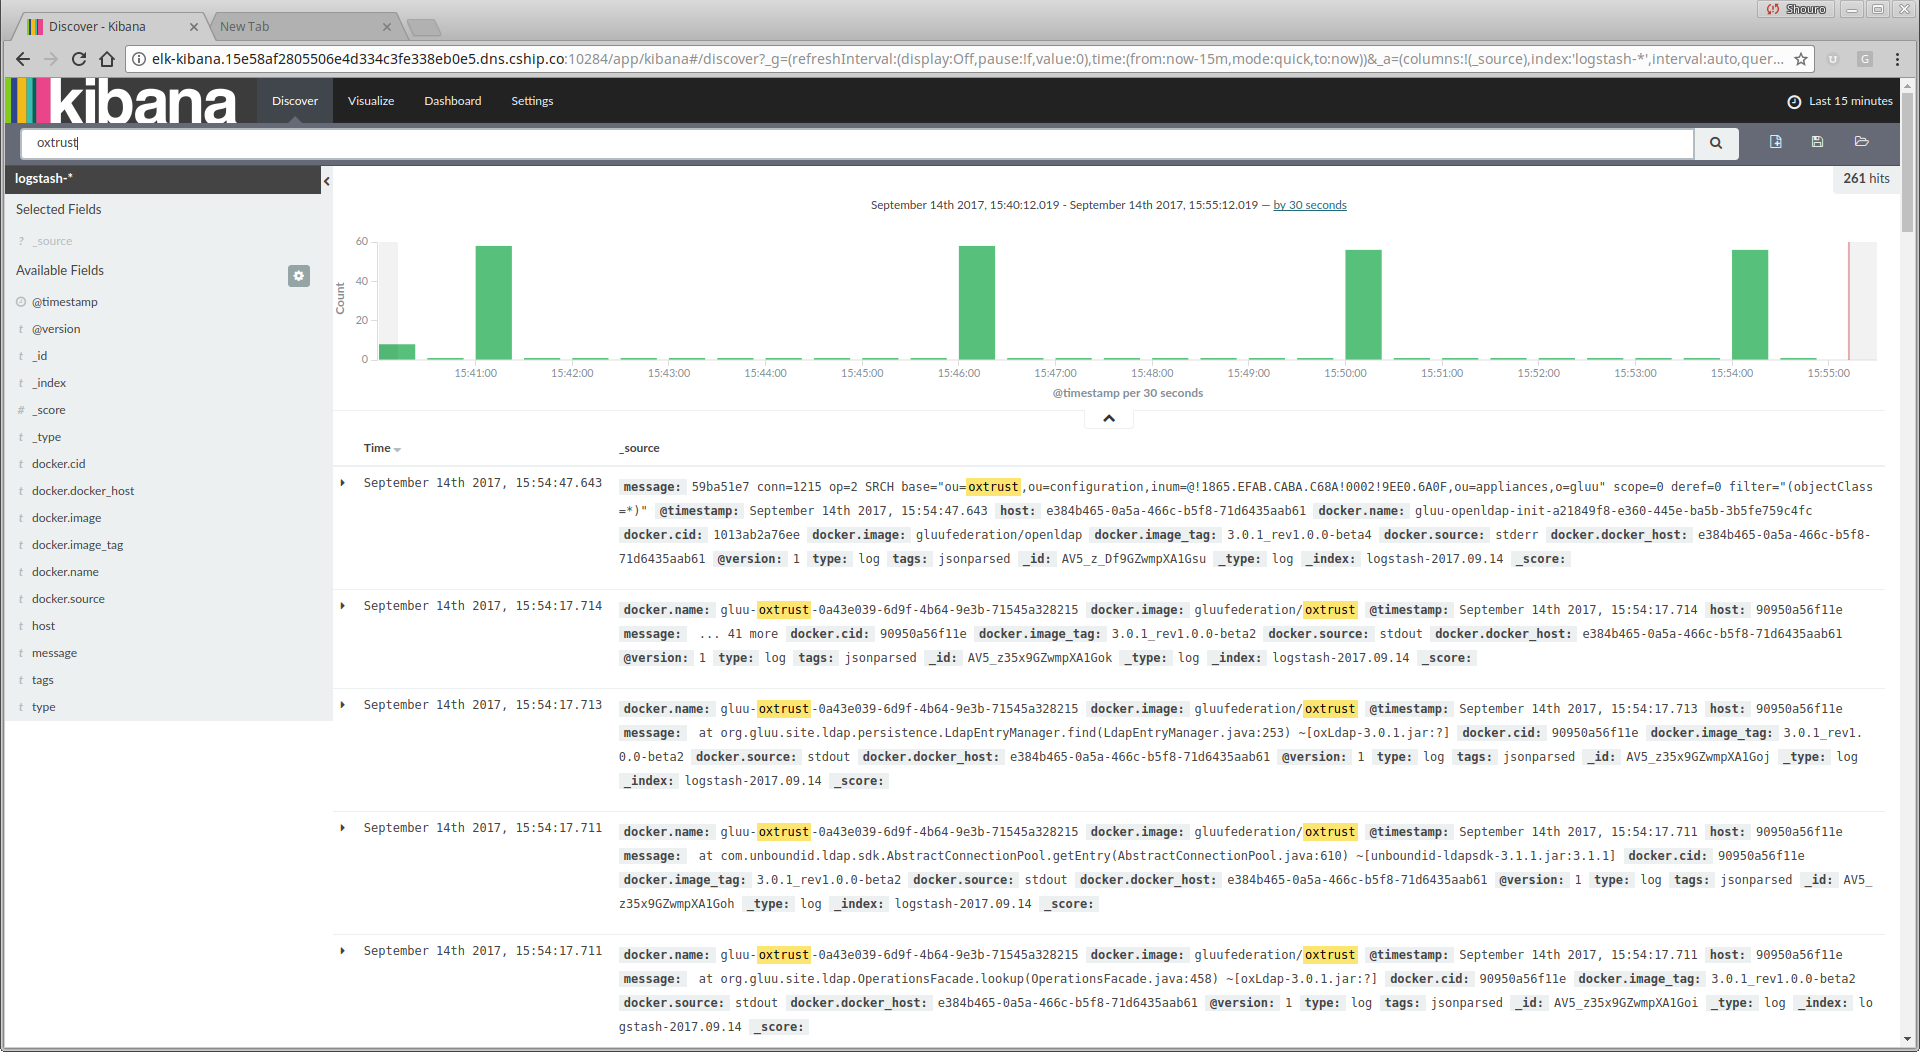 Shouro
Discover - Kibana
New Tab
elk-kibana.15e58af2805506e4d334c3fe338eb0e5.dns.cship.co:10284/app/kibana#/discover?_g=(refreshInterval:(display:Off,pause:!f,value:0),time:(from:now-15m,mode:quick,to:now))&_a=(columns:!(_source),index:'logstash-*',interval:auto,quer...
kibana
Discover
Visualize
Dashboard
Settings
Last 15 minutes
oxtrust
logstash-*
261 hits
Selected Fields
? _source
Available Fields
@timestamp
t @version
t _id
t _index
# _score
t _type
t docker.cid
t docker.docker_host
t docker.image
t docker.image_tag
t docker.name
t docker.source
t host
t message
t tags
t type
September 14th 2017, 15:40:12.019 - September 14th 2017, 15:55:12.019 — by 30 seconds
Count
60
40
20
0
15:41:00 15:42:00 15:43:00 15:44:00 15:45:00 15:46:00 15:47:00 15:48:00 15:49:00 15:50:00 15:51:00 15:52:00 15:53:00 15:54:00 15:55:00
@timestamp per 30 seconds
Time _source
September 14th 2017, 15:54:47.643
message: 59ba51e7 conn=1215 op=2 SRCH base="ou=oxtrust,ou=configuration,inum=@!1865.EFAB.CABA.C68A!0002!9EE0.6A0F,ou=appliances,o=gluu" scope=0 deref=0 filter="(objectClass
=*)" @timestamp: September 14th 2017, 15:54:47.643 host: e384b465-0a5a-466c-b5f8-71d6435aab61 docker.name: gluu-openldap-init-a21849f8-e360-445e-ba5b-3b5fe759c4fc
docker.cid: 1013ab2a76ee docker.image: gluufederation/openldap docker.image_tag: 3.0.1_rev1.0.0-beta4 docker.source: stderr docker.docker_host: e384b465-0a5a-466c-b5f8-
71d6435aab61 @version: 1 type: log tags: jsonparsed _id: AV5_z_Df9GZwmpXA1Gsu _type: log _index: logstash-2017.09.14 _score:
September 14th 2017, 15:54:17.714
docker.name: gluu-oxtrust-0a43e039-6d9f-4b64-9e3b-71545a328215 docker.image: gluufederation/oxtrust @timestamp: September 14th 2017, 15:54:17.714 host: 90950a56f11e
message: ... 41 more docker.cid: 90950a56f11e docker.image_tag: 3.0.1_rev1.0.0-beta2 docker.source: stdout docker.docker_host: e384b465-0a5a-466c-b5f8-71d6435aab61
@version: 1 type: log tags: jsonparsed _id: AV5_z35x9GZwmpXA1Gok _type: log _index: logstash-2017.09.14 _score:
September 14th 2017, 15:54:17.713
docker.name: gluu-oxtrust-0a43e039-6d9f-4b64-9e3b-71545a328215 docker.image: gluufederation/oxtrust @timestamp: September 14th 2017, 15:54:17.713 host: 90950a56f11e
message: at org.gluu.site.ldap.persistence.LdapEntryManager.find(LdapEntryManager.java:253) ~[oxLdap-3.0.1.jar:?] docker.cid: 90950a56f11e docker.image_tag: 3.0.1_rev1.
0.0-beta2 docker.source: stdout docker.docker_host: e384b465-0a5a-466c-b5f8-71d6435aab61 @version: 1 type: log tags: jsonparsed _id: AV5_z35x9GZwmpXA1Goj _type: log
_index: logstash-2017.09.14 _score:
September 14th 2017, 15:54:17.711
docker.name: gluu-oxtrust-0a43e039-6d9f-4b64-9e3b-71545a328215 docker.image: gluufederation/oxtrust @timestamp: September 14th 2017, 15:54:17.711 host: 90950a56f11e
message: at com.unboundid.ldap.sdk.AbstractConnectionPool.getEntry(AbstractConnectionPool.java:610) ~[unboundid-ldapsdk-3.1.1.jar:3.1.1] docker.cid: 90950a56f11e
docker.image_tag: 3.0.1_rev1.0.0-beta2 docker.source: stdout docker.docker_host: e384b465-0a5a-466c-b5f8-71d6435aab61 @version: 1 type: log tags: jsonparsed _id: AV5_
z35x9GZwmpXA1Goh _type: log _index: logstash-2017.09.14 _score:
September 14th 2017, 15:54:17.711
docker.name: gluu-oxtrust-0a43e039-6d9f-4b64-9e3b-71545a328215 docker.image: gluufederation/oxtrust @timestamp: September 14th 2017, 15:54:17.711 host: 90950a56f11e
message: at org.gluu.site.ldap.OperationsFacade.lookup(OperationsFacade.java:458) ~[oxLdap-3.0.1.jar:?] docker.cid: 90950a56f11e docker.image_tag: 3.0.1_rev1.0.0-beta2
docker.source: stdout docker.docker_host: e384b465-0a5a-466c-b5f8-71d6435aab61 @version: 1 type: log tags: jsonparsed _id: AV5_z35x9GZwmpXA1Goi _type: log _index: lo
gstash-2017.09.14 _score: